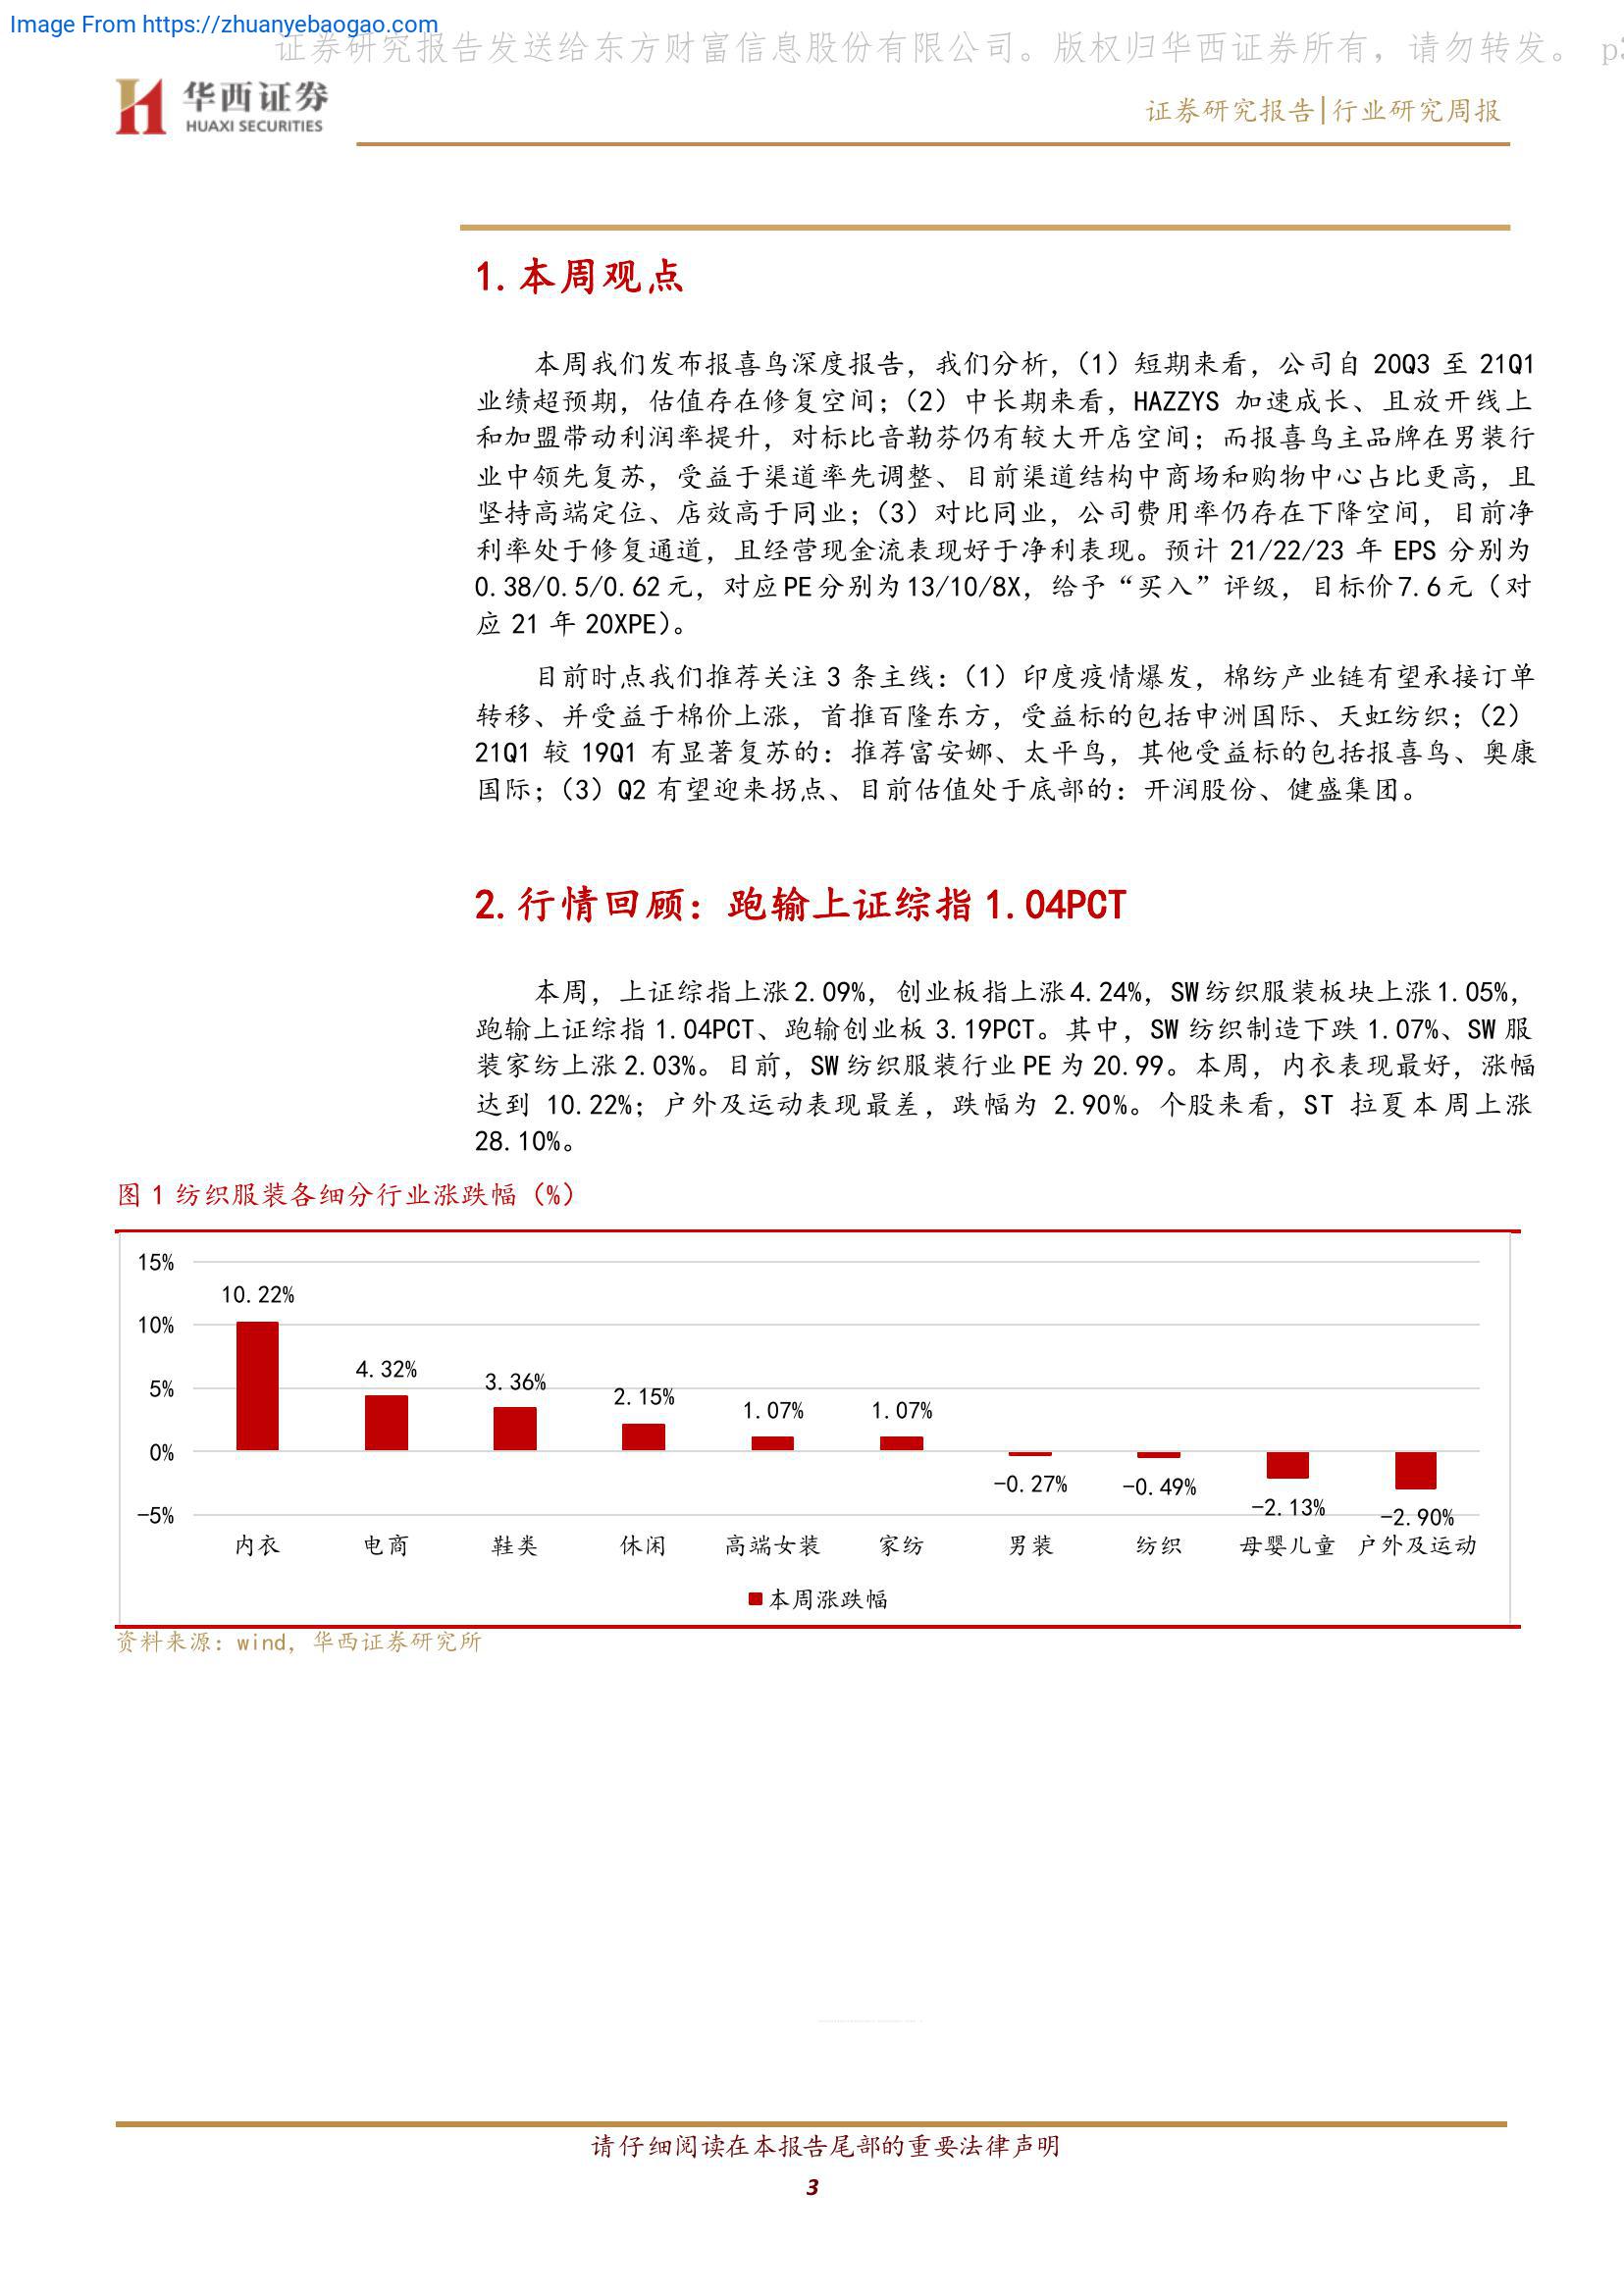 Image From https://zhuanyebaogao.com
证券研究报告发送给东方财富信息股份有限公司。版权归华西证券所有，请勿转发。 p3
华西证券
HUAXI SECURITIES
证券研究报告|行业研究周报
1.本周观点
本周我们发布报喜鸟深度报告，我们分析，（1）短期来看，公司自 20Q3 至 21Q1
业绩超预期，估值存在修复空间；（2）中长期来看，HAZZYS 加速成长、且放开线上
和加盟带动利润率提升，对标比音勒芬仍有较大开店空间；而报喜鸟主品牌在男装行
业中领先复苏，受益于渠道率先调整、目前渠道结构中商场和购物中心占比更高，且
坚持高端定位、店效高于同业；（3）对比同业，公司费用率仍存在下降空间，目前净
利率处于修复通道，且经营现金流表现好于净利表现。预计 21/22/23 年 EPS 分别为
0.38/0.5/0.62元，对应PE分别为13/10/8X，给予“买入”评级，目标价7.6元（对
应 21 年 20XPE）。
目前时点我们推荐关注 3 条主线：（1）印度疫情爆发，棉纺产业链有望承接订单
转移、并受益于棉价上涨，首推百隆东方，受益标的包括申洲国际、天虹纺织；（2）
21Q1 较 19Q1 有显著复苏的：推荐富安娜、太平鸟，其他受益标的包括报喜鸟、奥康
国际；（3）Q2 有望迎来拐点、目前估值处于底部的：开润股份、健盛集团。
2.行情回顾：跑输上证综指1.04PCT
本周，上证综指上涨2.09%，创业板指上涨4.24%，SW纺织服装板块上涨1.05%，
跑输上证综指 1.04PCT、跑输创业板 3.19PCT。其中，SW 纺织制造下跌 1.07%、SW 服
装家纺上涨2.03%。目前，SW纺织服装行业PE为20.99。本周，内衣表现最好，涨幅
达到 10.22%；户外及运动表现最差，跌幅为 2.90%。个股来看，ST 拉夏本周上涨
28.10%。
图 1 纺织服装各细分行业涨跌幅（%）
15%
10%
5%
0%
-5%
10.22%
4.32%
3.36%
2.15%
1.07%
1.07%
-0.27%
-0.49%
-2.13%
-2.90%
内衣 电商 鞋类 休闲 高端女装 家纺 男装 纺织 母婴儿童 户外及运动
本周涨跌幅
资料来源：wind，华西证券研究所
请仔细阅读在本报告尾部的重要法律声明
3